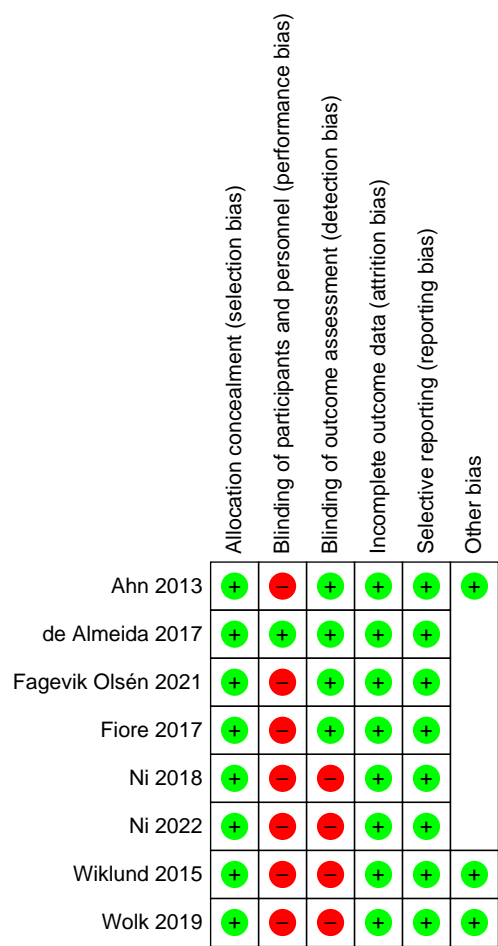 Allocation concealment (selection bias)
Blinding of participants and personnel (performance bias)
Blinding of outcome assessment (detection bias)
Incomplete outcome data (attrition bias)
Selective reporting (reporting bias)
Other bias
Ahn 2013 + − + + + +
de Almeida 2017 + + + + +
Fagevik Olsén 2021 + − + + +
Fiore 2017 + − + + +
Ni 2018 + − − + +
Ni 2022 + − − + +
Wiklund 2015 + − − + + +
Wolk 2019 + − − + + +